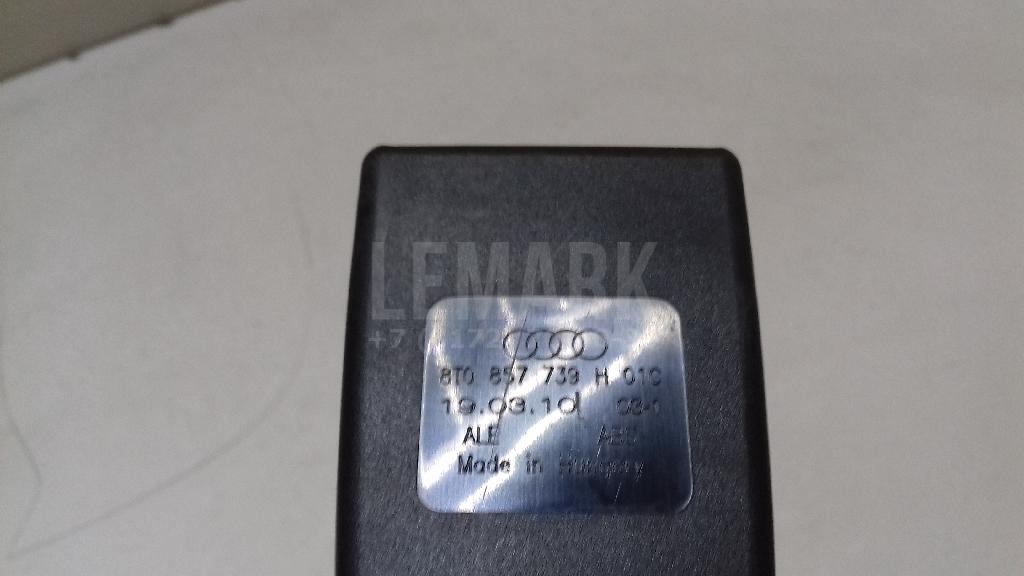 LEMARK
8T0 857 739 H 01C
19.03.10
ALE
Made in Hungary